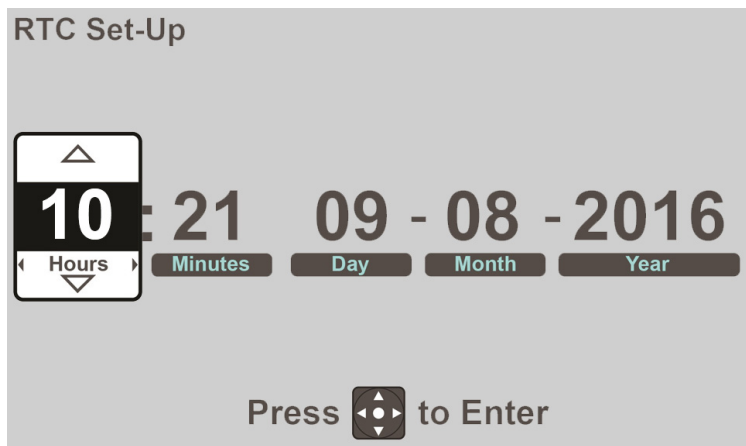 RTC Set-Up
10 : 21 09 - 08 - 2016
Hours Minutes Day Month Year
Press to Enter